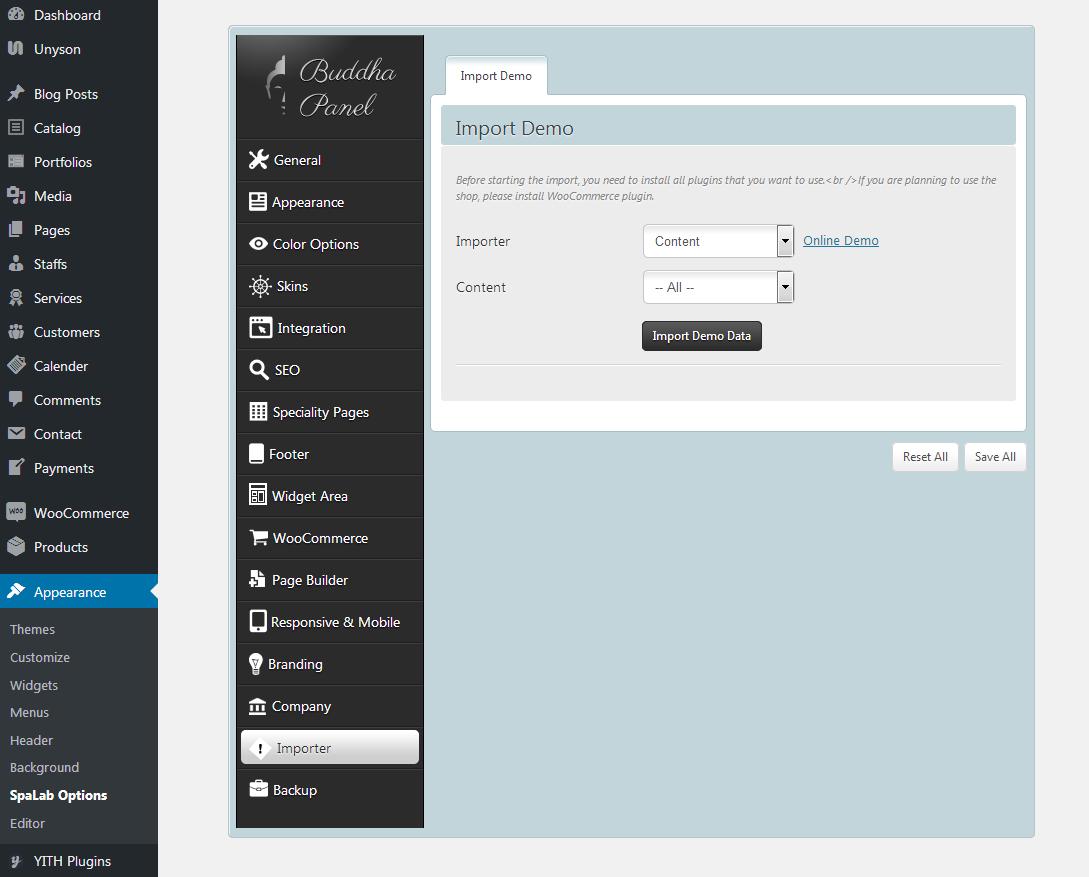 Dashboard
Unyson
Blog Posts
Catalog
Portfolios
Media
Pages
Staffs
Services
Customers
Calender
Comments
Contact
Payments
WooCommerce
Products
Appearance
Themes
Customize
Widgets
Menus
Header
Background
SpaLab Options
Editor
YITH Plugins
Buddha
Panel
General
Appearance
Color Options
Skins
Integration
SEO
Speciality Pages
Footer
Widget Area
WooCommerce
Page Builder
Responsive & Mobile
Branding
Company
Importer
Backup
Import Demo
Import Demo
Before starting the import, you need to install all plugins that you want to use.<br />If you are planning to use the
shop, please install WooCommerce plugin.
Importer Content Online Demo
Content -- All --
Import Demo Data
Reset All Save All